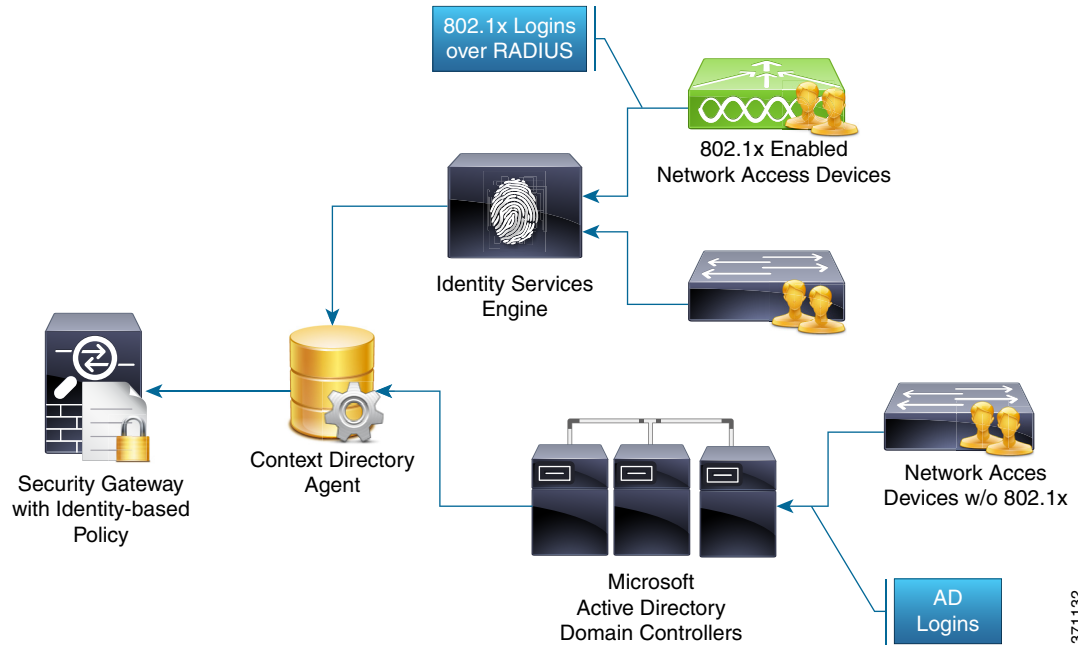 802.1x Logins
over RADIUS
802.1x Enabled
Network Access Devices
Identity Services
Engine
Context Directory
Agent
Security Gateway
with Identity-based
Policy
Network Acces
Devices w/o 802.1x
Microsoft
Active Directory
Domain Controllers
AD
Logins
371132